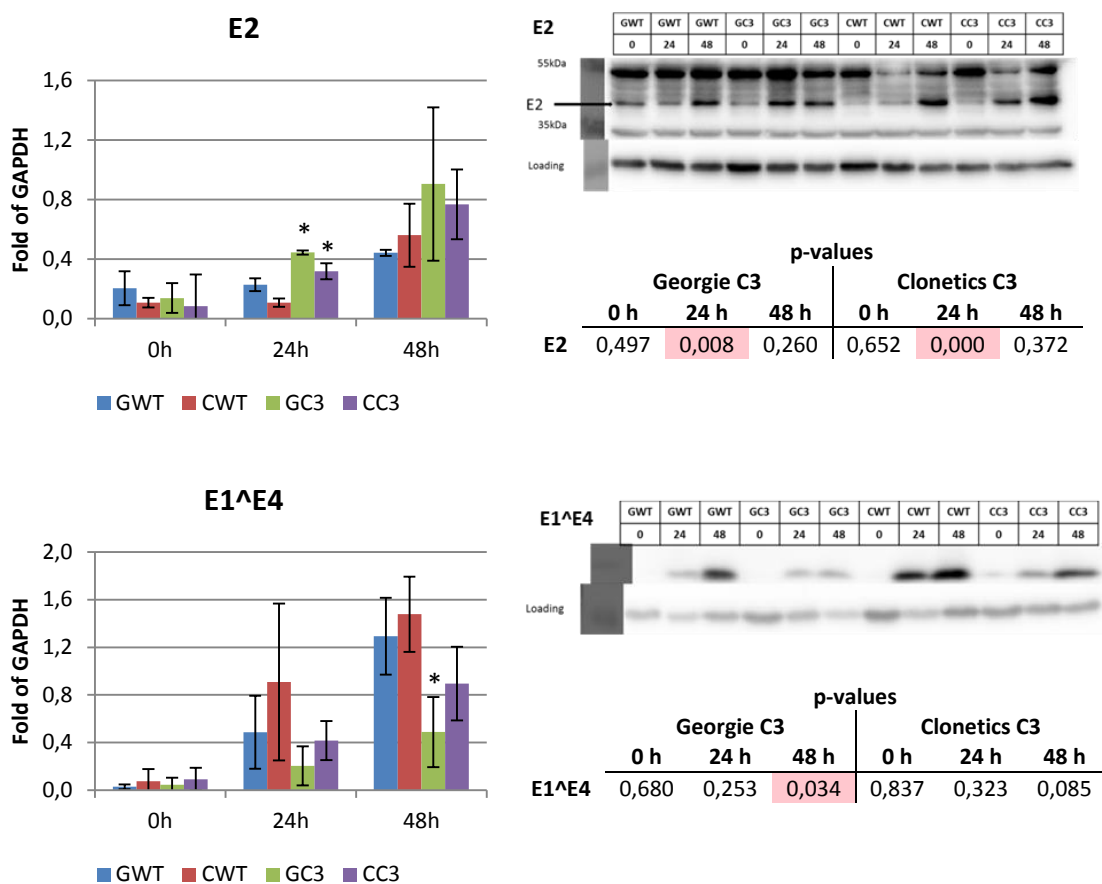 E2
1,6
1,2
0,8
0,4
0,0
Fold of GAPDH
* *
0h 24h 48h
GWT CWT GC3 CC3
E2
GWT GWT GWT GC3 GC3 GC3 CWT CWT CWT CC3 CC3 CC3
0 24 48 0 24 48 0 24 48 0 24 48
55kDa
E2
35kDa
Loading
p-values
Georgie C3 Clonetics C3
0 h 24 h 48 h 0 h 24 h 48 h
E2 0,497 0,008 0,260 0,652 0,000 0,372
E1^E4
2,0
1,6
1,2
0,8
0,4
0,0
Fold of GAPDH
*
0h 24h 48h
GWT CWT GC3 CC3
E1^E4
GWT GWT GWT GC3 GC3 GC3 CWT CWT CWT CC3 CC3 CC3
0 24 48 0 24 48 0 24 48 0 24 48
Loading
p-values
Georgie C3 Clonetics C3
0 h 24 h 48 h 0 h 24 h 48 h
E1^E4 0,680 0,253 0,034 0,837 0,323 0,085